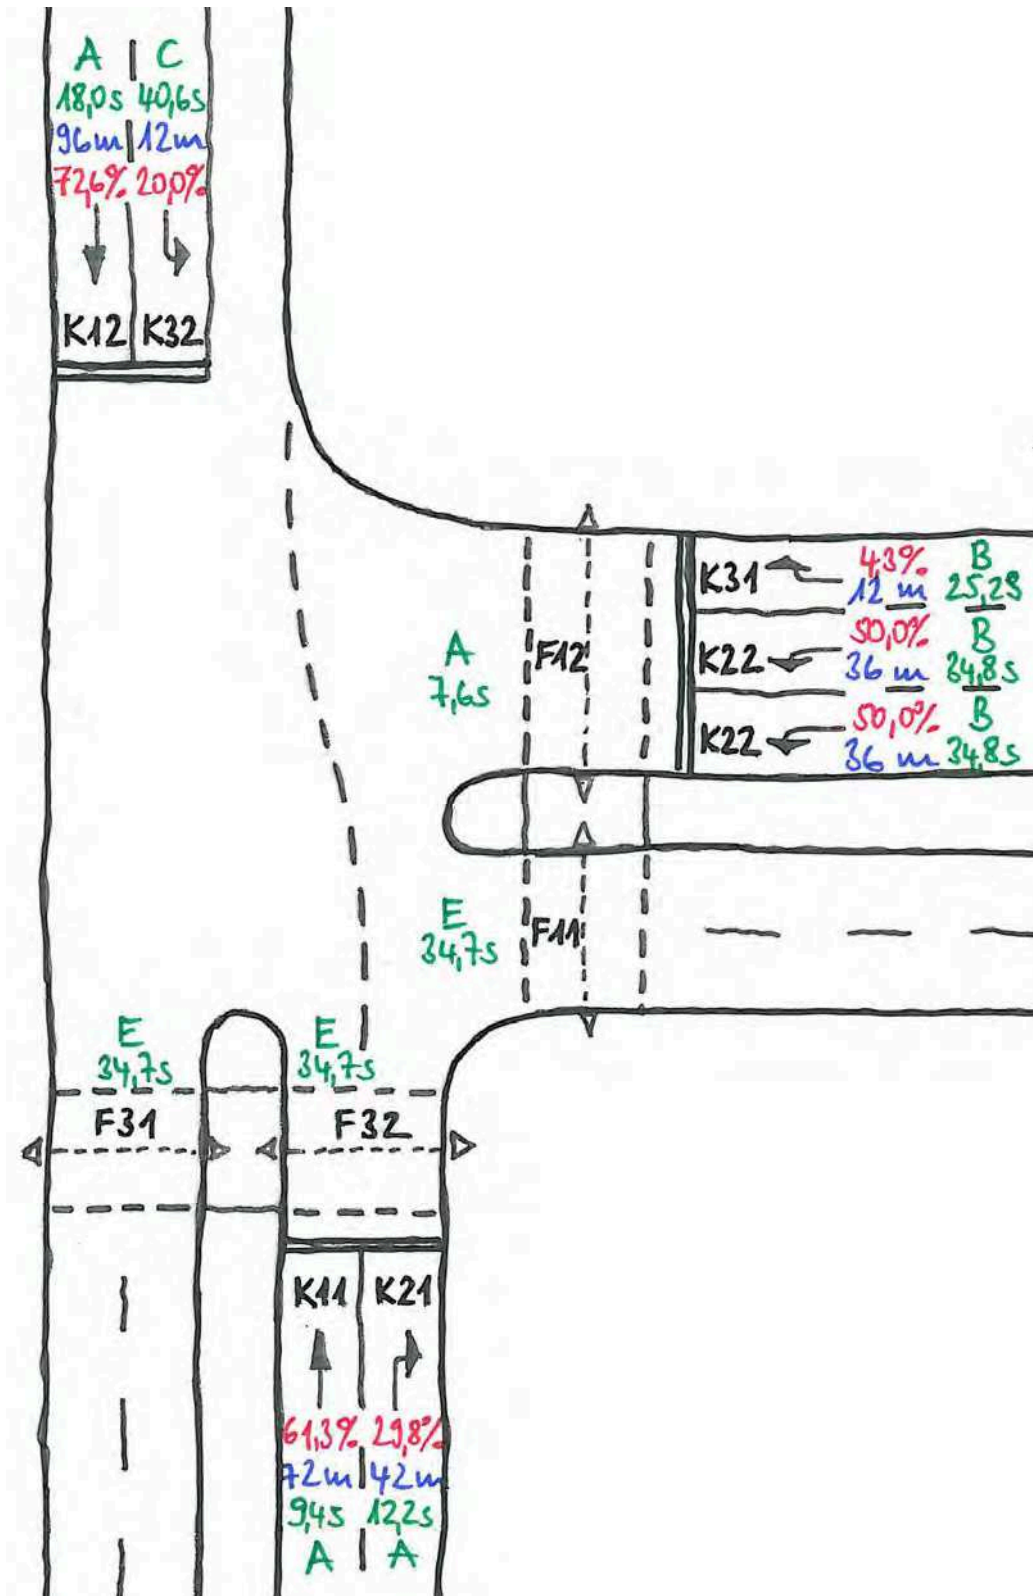 A | C
18,0s 40,6s
96m | 12m
72,6% 20,0%
K12 K32
K31 4,3% B
12 m 25,2s
K22 50,0% B
36 m 34,8s
K22 50,0% B
36 m 34,8s
A
7,6s
F12
E
34,7s
F11
E
34,7s
F31
E
34,7s
F32
K11 K21
61,3% 29,8%
72m | 42m
9,4s 12,2s
A | A